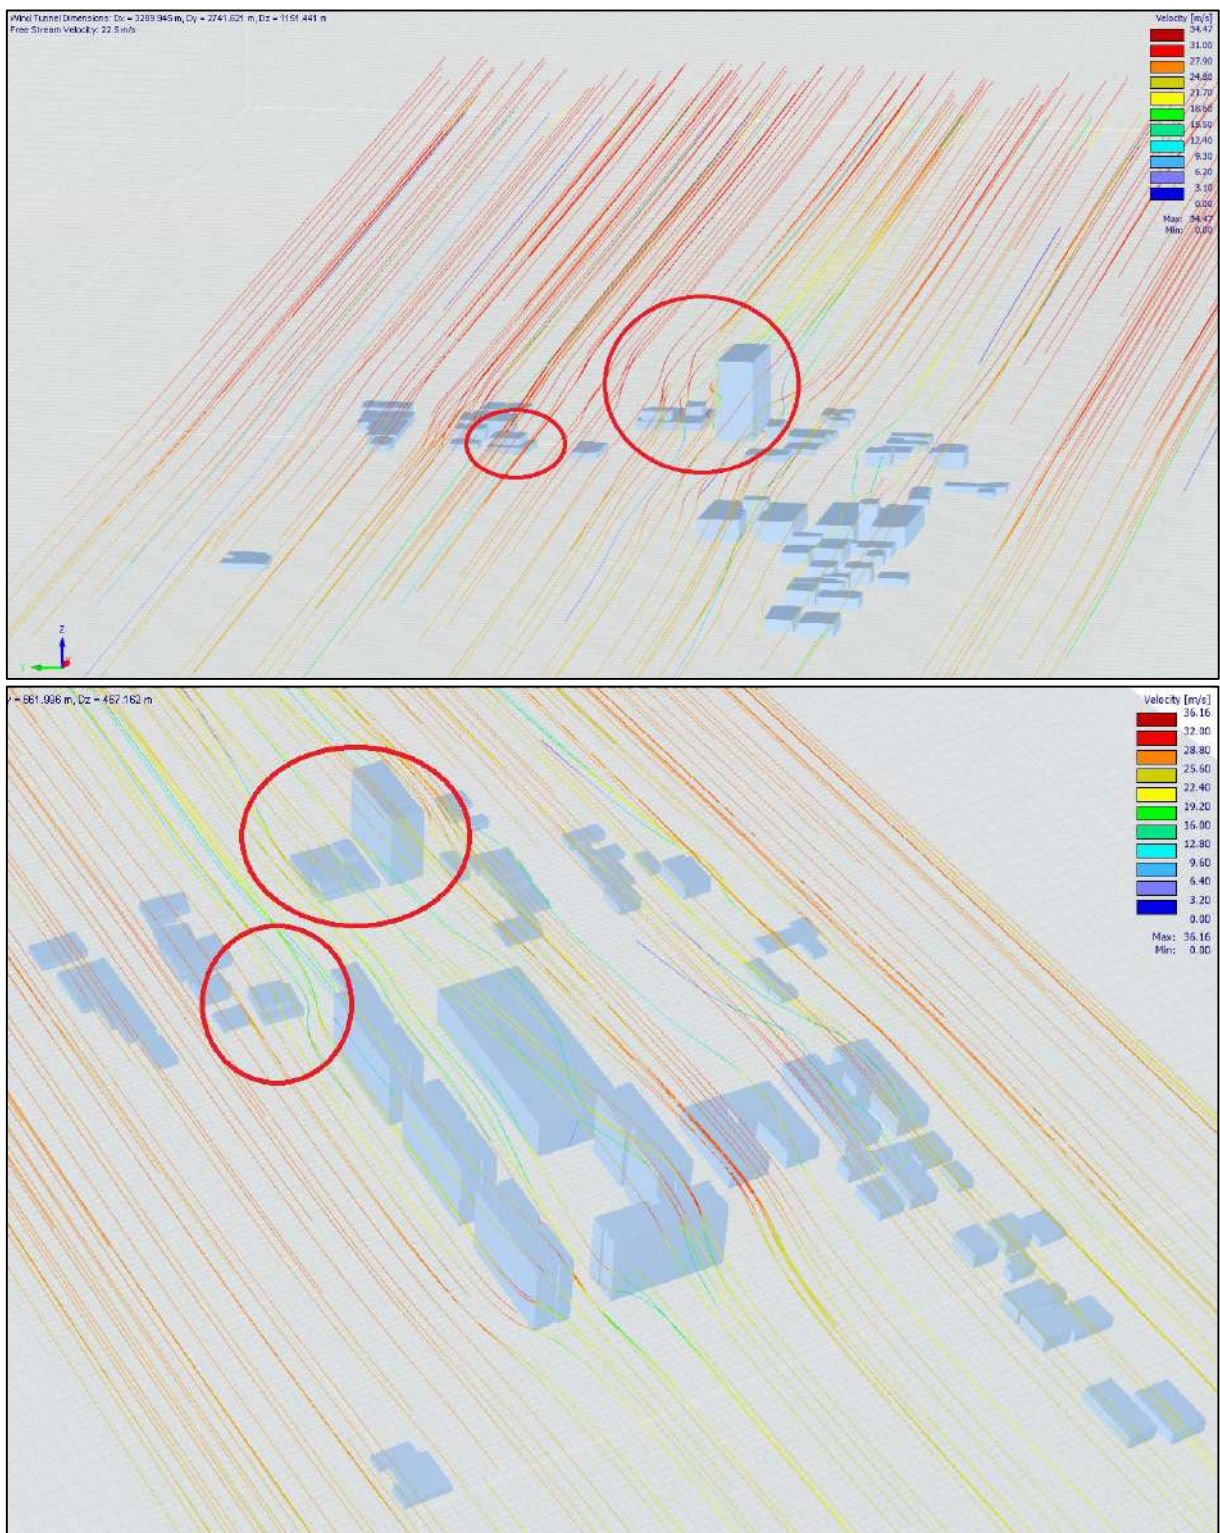 Wind Tunnel Dimensions: Dx = 3289.945 m, Dy = 2741.621 m, Dz = 1151.441 m
Free Stream Velocity: 22.5 m/s
Velocity [m/s]
34.47
31.00
27.90
24.80
21.70
18.60
15.50
12.40
9.30
6.20
3.10
0.00
Max: 34.47
Min: 0.00
Z
Y
y = 661.996 m, Dz = 467.162 m
Velocity [m/s]
36.16
32.00
28.80
25.60
22.40
19.20
16.00
12.80
9.60
6.40
3.20
0.00
Max: 36.16
Min: 0.00